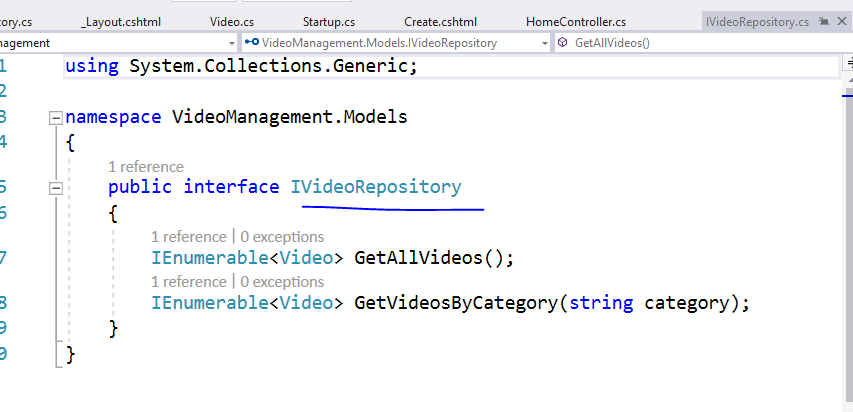 ory.cs _Layout.cshtml Video.cs Startup.cs Create.cshtml HomeController.cs IVideoRepository.cs
nagement VideoManagement.Models.IVideoRepository GetAllVideos()
1 using System.Collections.Generic;
2
3 namespace VideoManagement.Models
4 {
1 reference
5 public interface IVideoRepository
6 {
1 reference | 0 exceptions
7 IEnumerable<Video> GetAllVideos();
1 reference | 0 exceptions
8 IEnumerable<Video> GetVideosByCategory(string category);
9 }
0 }